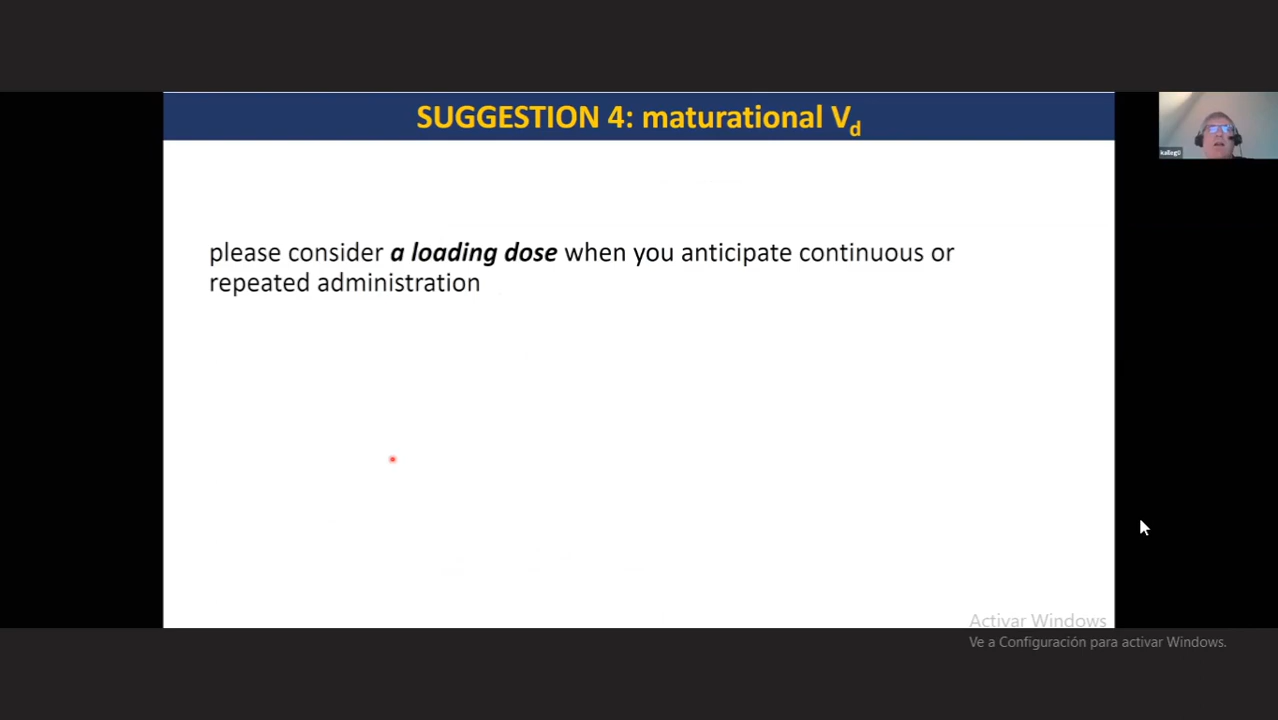 SUGGESTION 4: maturational Vd
kallegß
please consider a loading dose when you anticipate continuous or
repeated administration
Activar Windows
Ve a Configuración para activar Windows.